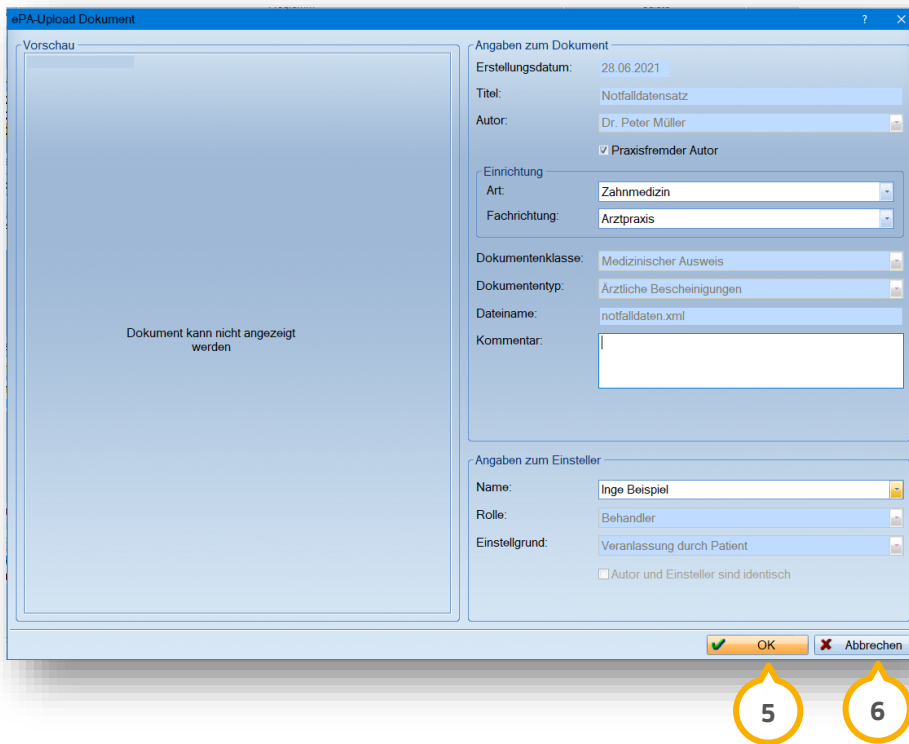 ePA-Upload Dokument
Vorschau
Dokument kann nicht angezeigt
werden
Angaben zum Dokument
Erstellungsdatum: 28.06.2021
Titel: Notfalldatensatz
Autor: Dr. Peter Müller
Praxisfremder Autor
Einrichtung
Art: Zahnmedizin
Fachrichtung: Arztpraxis
Dokumentenklasse: Medizinischer Ausweis
Dokumententyp: Ärztliche Bescheinigungen
Dateiname: notfalldaten.xml
Kommentar:
Angaben zum Einsteller
Name: Inge Beispiel
Rolle: Behandler
Einstellgrund: Veranlassung durch Patient
Autor und Einsteller sind identisch
OK Abbrechen
5 6